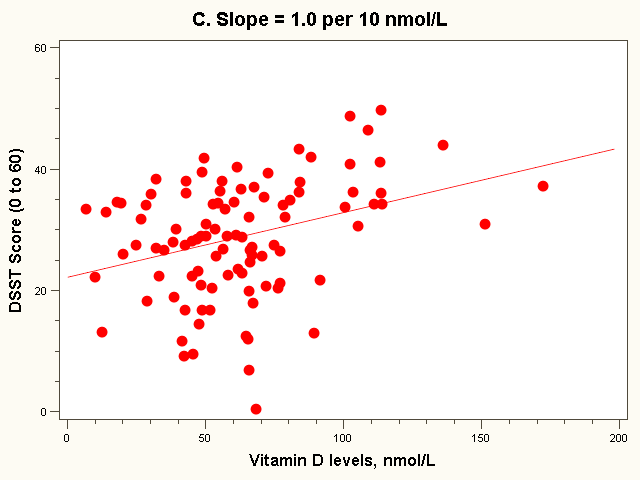 C. Slope = 1.0 per 10 nmol/L
DSST Score (0 to 60)
60
40
20
0
0 50 100 150 200
Vitamin D levels, nmol/L